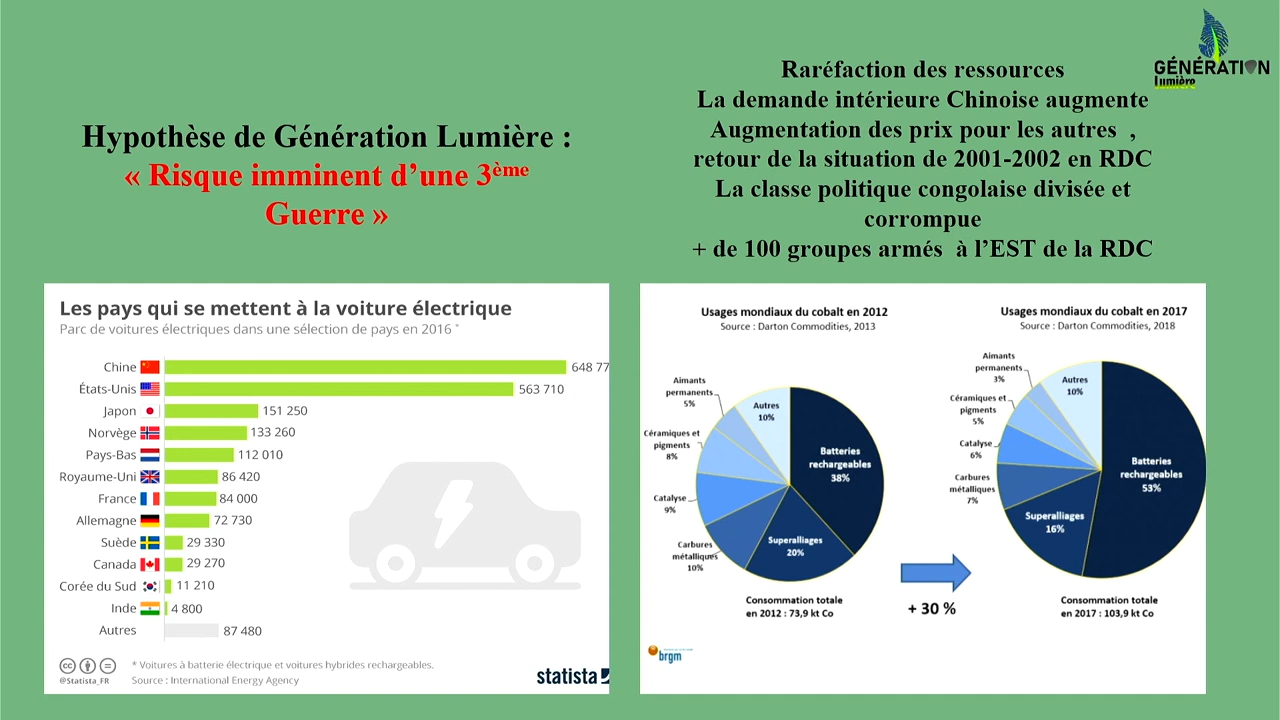 GÉNÉRATION
lumière
Hypothèse de Génération Lumière :
« Risque imminent d’une 3ème
Guerre »
Raréfaction des ressources
La demande intérieure Chinoise augmente
Augmentation des prix pour les autres ,
retour de la situation de 2001-2002 en RDC
La classe politique congolaise divisée et
corrompue
+ de 100 groupes armés à l’EST de la RDC
Les pays qui se mettent à la voiture électrique
Parc de voitures électriques dans une sélection de pays en 2016 *
Chine 648 77
États-Unis 563 710
Japon 151 250
Norvège 133 260
Pays-Bas 112 010
Royaume-Uni 86 420
France 84 000
Allemagne 72 730
Suède 29 330
Canada 29 270
Corée du Sud 11 210
Inde 4 800
Autres 87 480
cc
@Statista_FR
* Voitures à batterie électrique et voitures hybrides rechargeables.
Source : International Energy Agency
statista
Usages mondiaux du cobalt en 2012
Source : Darton Commodities, 2013
Aimants
permanents
5%
Autres
10%
Céramiques et
pigments
8%
Batteries
rechargeables
38%
Catalyse
9%
Superalliages
20%
Carbures
métalliques
10%
Consommation totale
en 2012 : 73,9 kt Co
+ 30 %
Usages mondiaux du cobalt en 2017
Source : Darton Commodities, 2018
Aimants
permanents
3%
Autres
10%
Céramiques et
pigments
5%
Catalyse
6%
Batteries
rechargeables
53%
Carbures
métalliques
7%
Superalliages
16%
Consommation totale
en 2017 : 103,9 kt Co
brgm